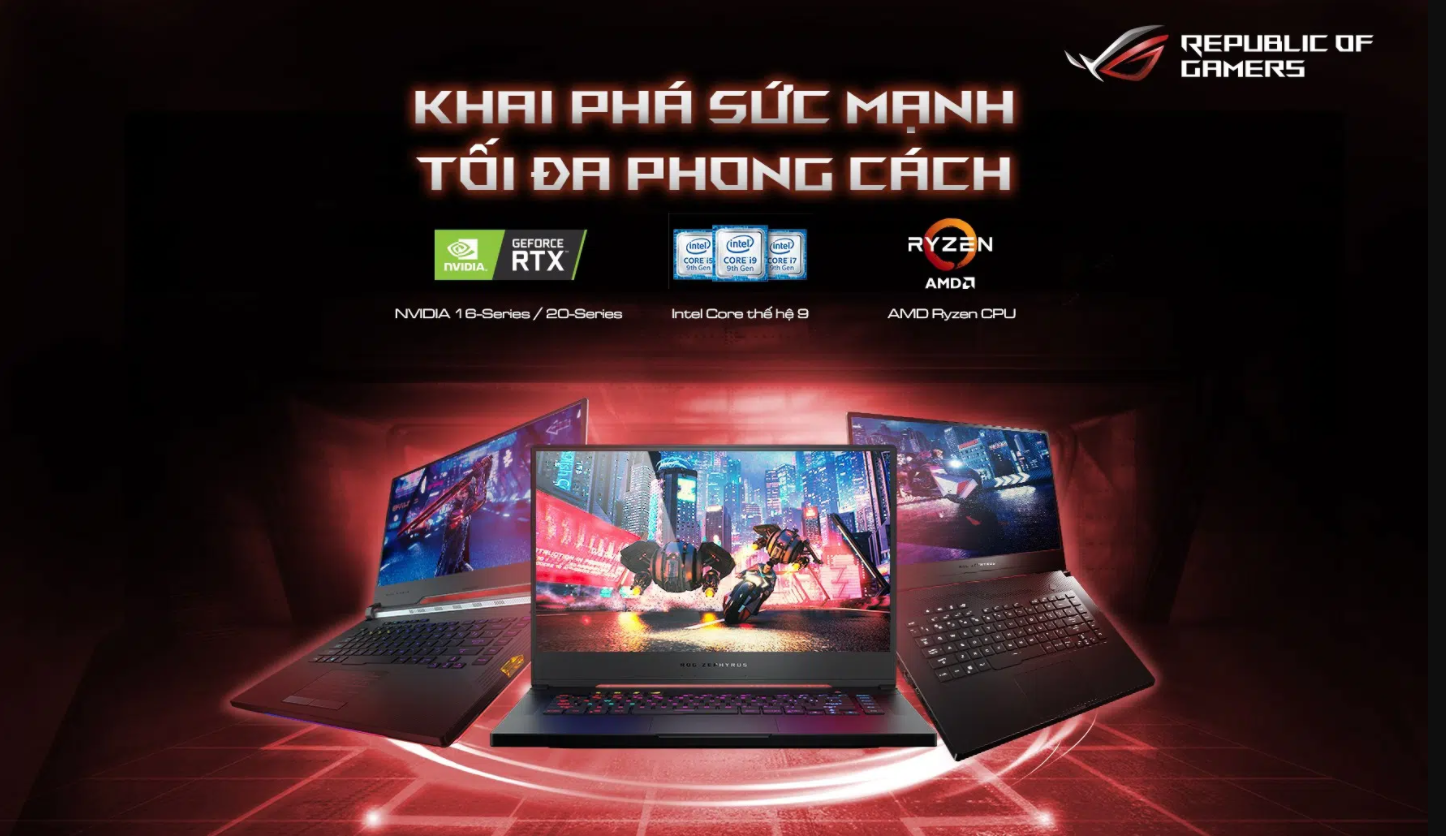 REPUBLIC OF
GAMERS
KHAI PHÁ SỨC MẠNH
TỐI ĐA PHONG CÁCH
NVIDIA.
GEFORCE
RTX
intel
CORE i5
9th Gen
intel
CORE i9
9th Gen
intel
CORE i7
9th Gen
RYZEN
AMD
NVIDIA 16-Series / 20-Series
Intel Core thế hệ 9
AMD Ryzen CPU
ROG ZEPHYRUS